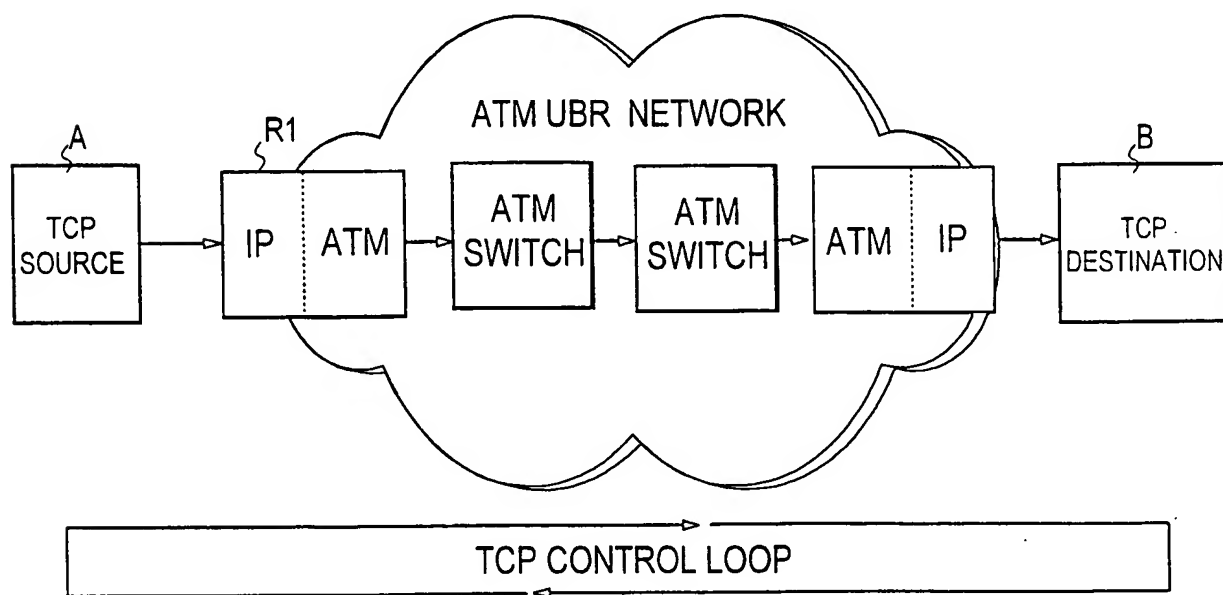 ATM UBR NETWORK
A
R1
B
TCP
SOURCE
IP
ATM
ATM
SWITCH
ATM
SWITCH
ATM
IP
TCP
DESTINATION
TCP CONTROL LOOP